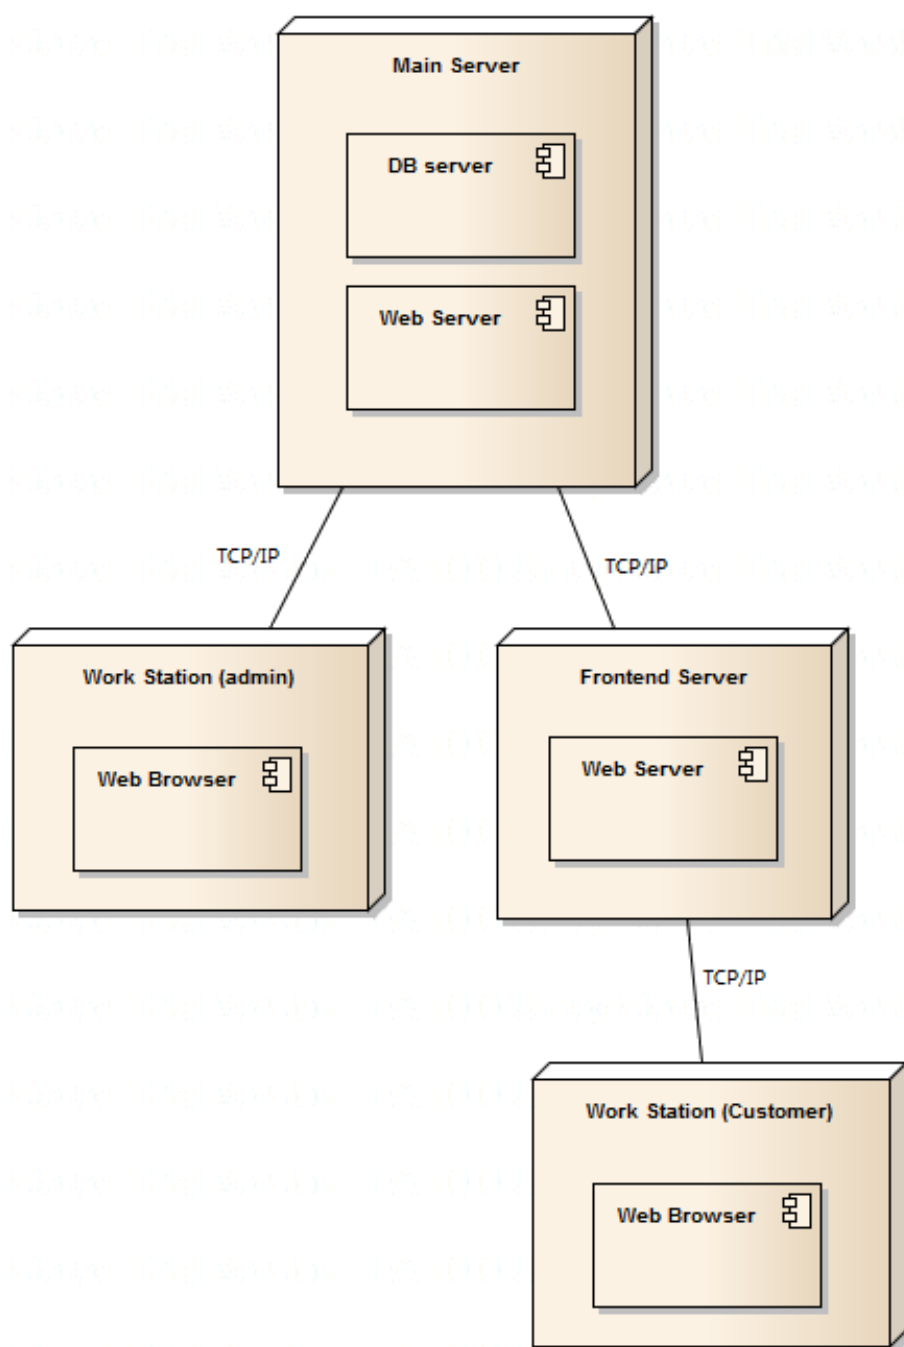 Main Server
DB server
Web Server
TCP/IP
TCP/IP
Work Station (admin)
Web Browser
Frontend Server
Web Server
TCP/IP
Work Station (Customer)
Web Browser